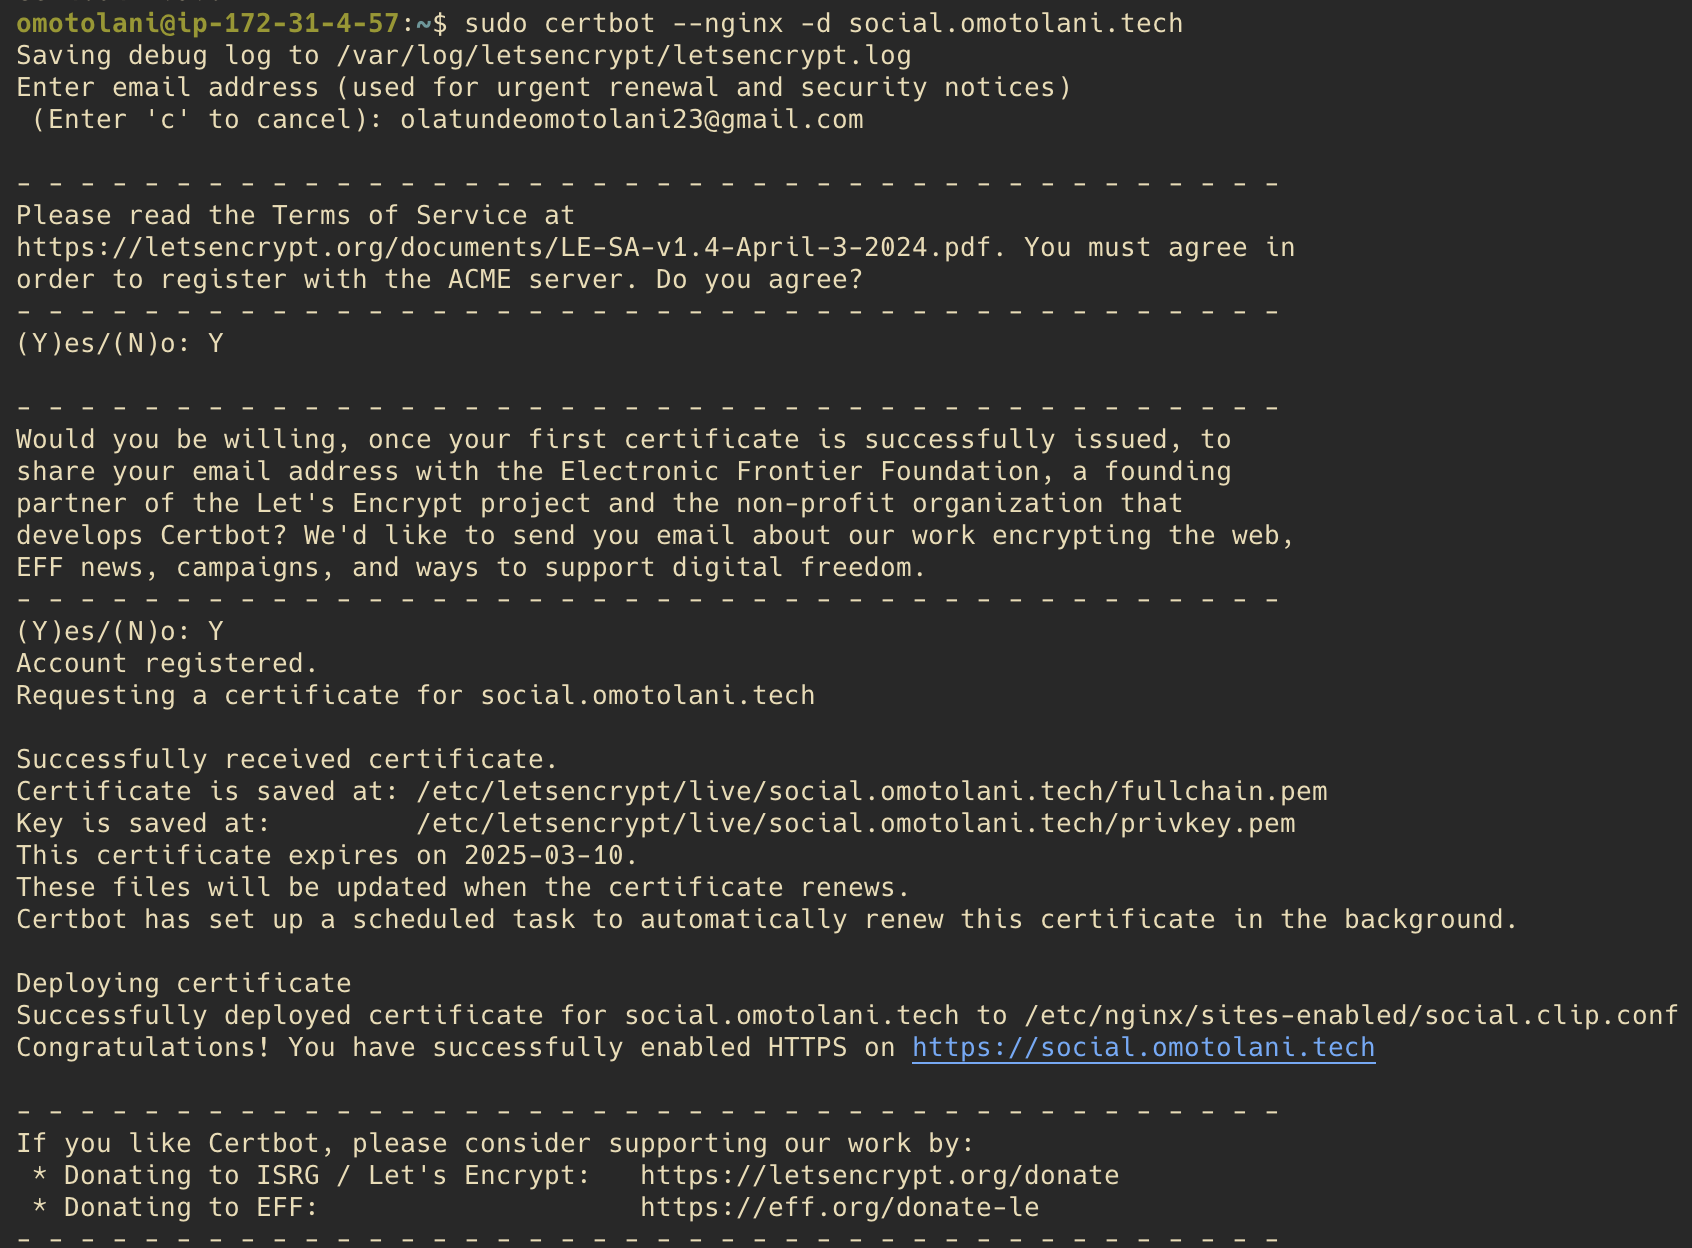 omotolani@ip-172-31-4-57:~$ sudo certbot --nginx -d social.omotolani.tech
Saving debug log to /var/log/letsencrypt/letsencrypt.log
Enter email address (used for urgent renewal and security notices)
 (Enter 'c' to cancel): olatundeomotolani23@gmail.com

- - - - - - - - - - - - - - - - - - - - - - - - - - - - - - - - - - - - - - - -
Please read the Terms of Service at
https://letsencrypt.org/documents/LE-SA-v1.4-April-3-2024.pdf. You must agree in
order to register with the ACME server. Do you agree?
- - - - - - - - - - - - - - - - - - - - - - - - - - - - - - - - - - - - - - - -
(Y)es/(N)o: Y

- - - - - - - - - - - - - - - - - - - - - - - - - - - - - - - - - - - - - - - -
Would you be willing, once your first certificate is successfully issued, to
share your email address with the Electronic Frontier Foundation, a founding
partner of the Let's Encrypt project and the non-profit organization that
develops Certbot? We'd like to send you email about our work encrypting the web,
EFF news, campaigns, and ways to support digital freedom.
- - - - - - - - - - - - - - - - - - - - - - - - - - - - - - - - - - - - - - - -
(Y)es/(N)o: Y
Account registered.
Requesting a certificate for social.omotolani.tech

Successfully received certificate.
Certificate is saved at: /etc/letsencrypt/live/social.omotolani.tech/fullchain.pem
Key is saved at:         /etc/letsencrypt/live/social.omotolani.tech/privkey.pem
This certificate expires on 2025-03-10.
These files will be updated when the certificate renews.
Certbot has set up a scheduled task to automatically renew this certificate in the background.

Deploying certificate
Successfully deployed certificate for social.omotolani.tech to /etc/nginx/sites-enabled/social.clip.conf
Congratulations! You have successfully enabled HTTPS on https://social.omotolani.tech

- - - - - - - - - - - - - - - - - - - - - - - - - - - - - - - - - - - - - - - -
If you like Certbot, please consider supporting our work by:
 * Donating to ISRG / Let's Encrypt:   https://letsencrypt.org/donate
 * Donating to EFF:                    https://eff.org/donate-le
- - - - - - - - - - - - - - - - - - - - - - - - - - - - - - - - - - - - - - - -